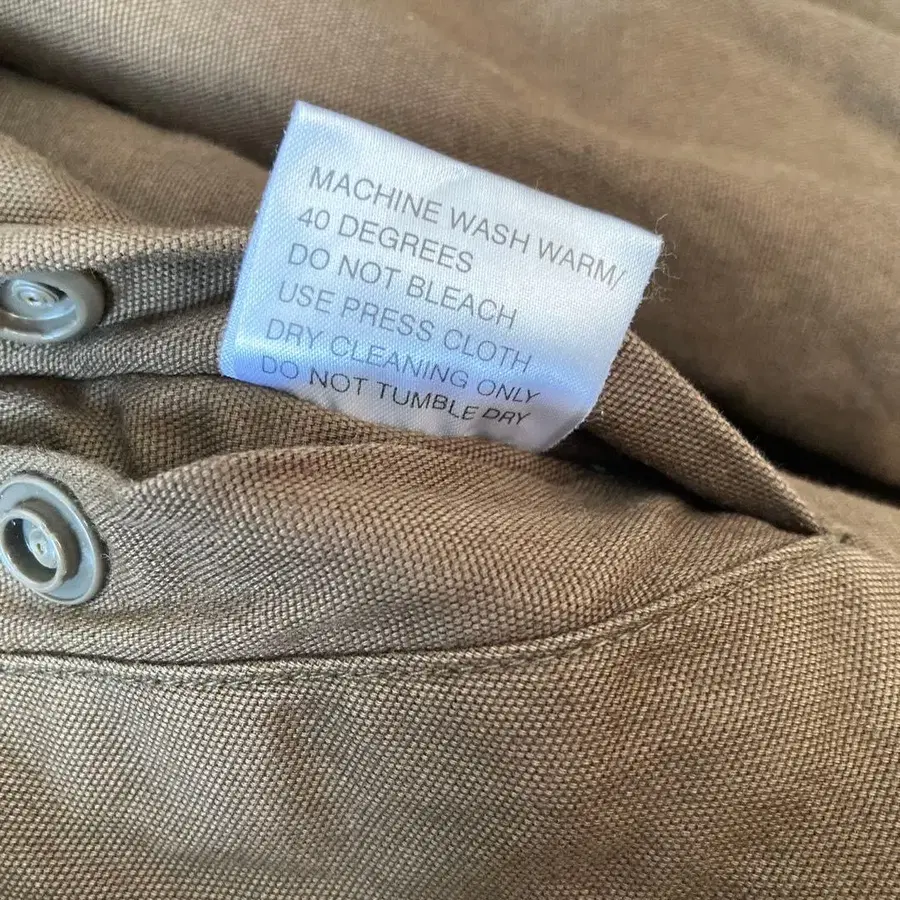 MACHINE WASH WARM/
40 DEGREES
DO NOT BLEACH
USE PRESS CLOTH
DRY CLEANING ONLY
DO NOT TUMBLE DRY